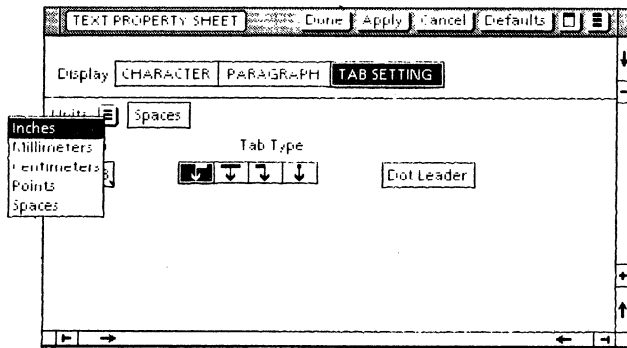 TEXT PROPERTY SHEET Done Apply Cancel Defaults
Display CHARACTER PARAGRAPH TAB SETTING
Units Spaces
Inches
Millimeters
Centimeters
Points
Spaces
Tab Type
Dot Leader